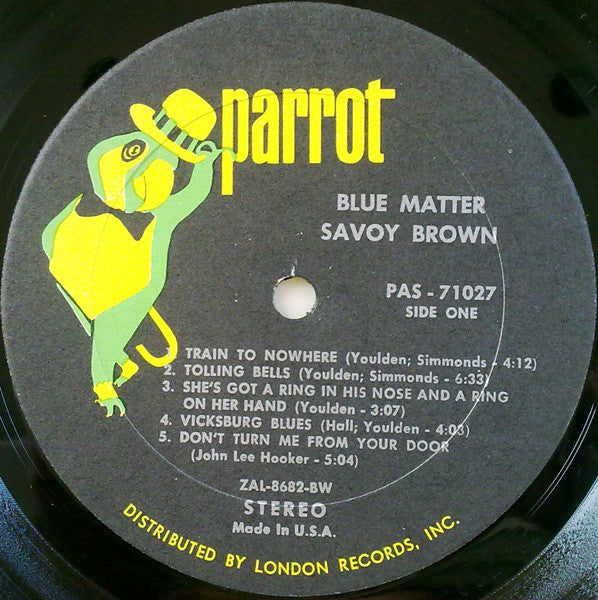 parrot
BLUE MATTER
SAVOY BROWN
PAS - 71027
SIDE ONE
TRAIN TO NOWHERE (Youlden; Simmonds - 4:12)
2. TOLLING BELLS (Youlden; Simmonds - 6:33)
3. SHE'S GOT A RING IN HIS NOSE AND A RING
ON HER HAND (Youlden - 3:07)
4. VICKSBURG BLUES (Hall; Youlden - 4:03)
5. DON'T TURN ME FROM YOUR DOOR
(John Lee Hooker - 5:04)
ZAL-8682-BW
STEREO
Made In U.S.A.
DISTRIBUTED BY LONDON RECORDS, INC.